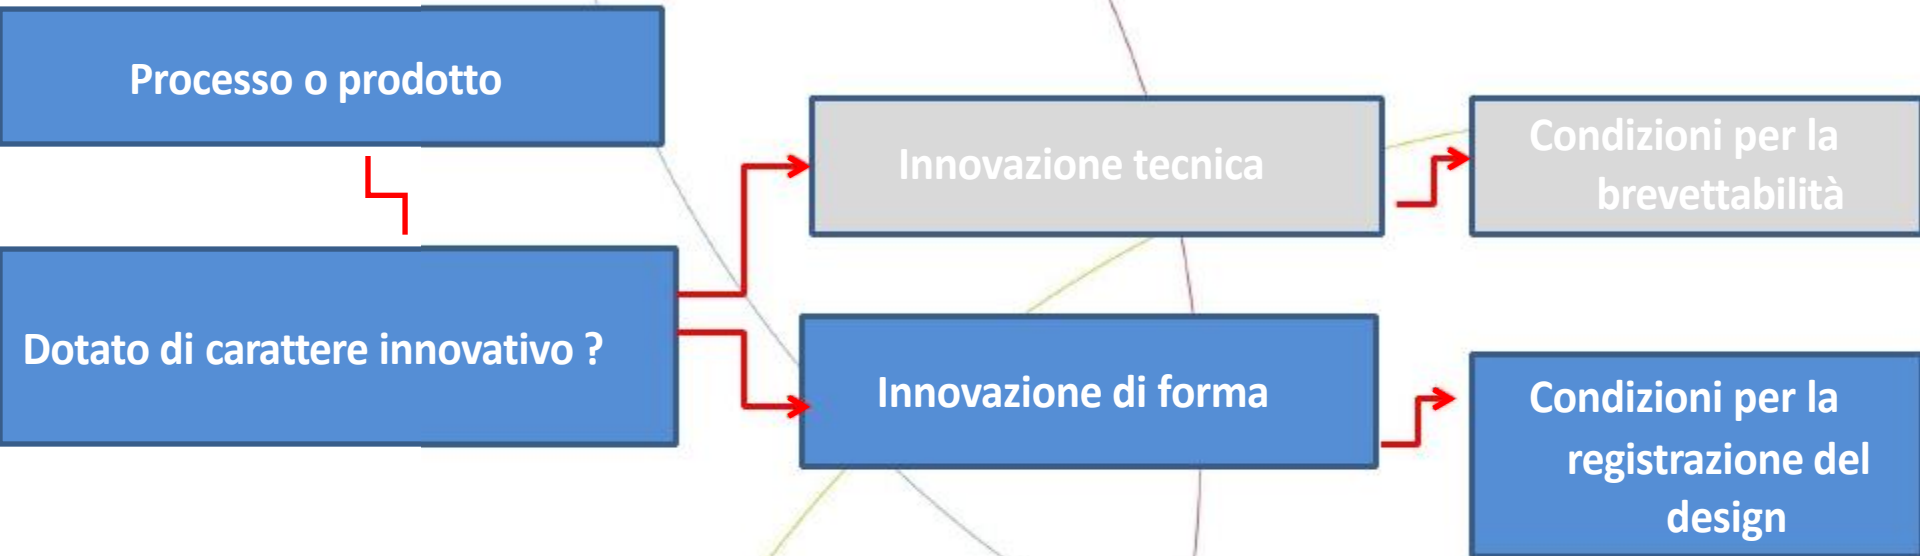 Processo o prodotto
Dotato di carattere innovativo ?
Innovazione tecnica
Condizioni per la
brevettabilità
Innovazione di forma
Condizioni per la
registrazione del
design